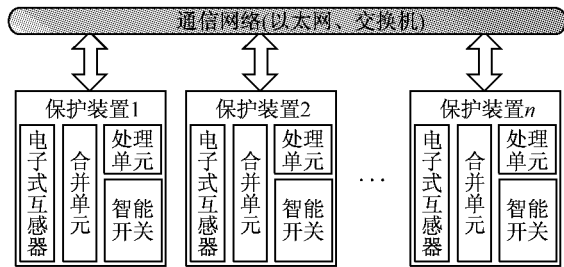 通信网络(以太网、交换机)
保护装置1
电子式互感器
合并单元
处理
单元
智能
开关
保护装置2
电子式互感器
合并单元
处理
单元
智能
开关
...
保护装置n
电子式互感器
合并单元
处理
单元
智能
开关